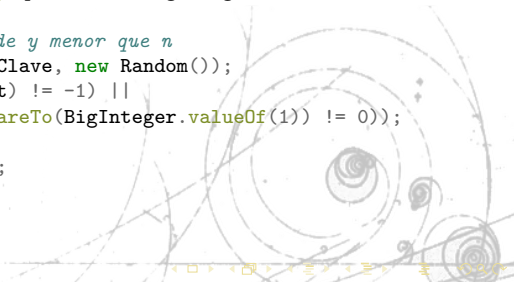 de y menor que n
Clave, new Random());
t) != -1) ||
areTo(BigInteger.valueOf(1)) != 0));
;